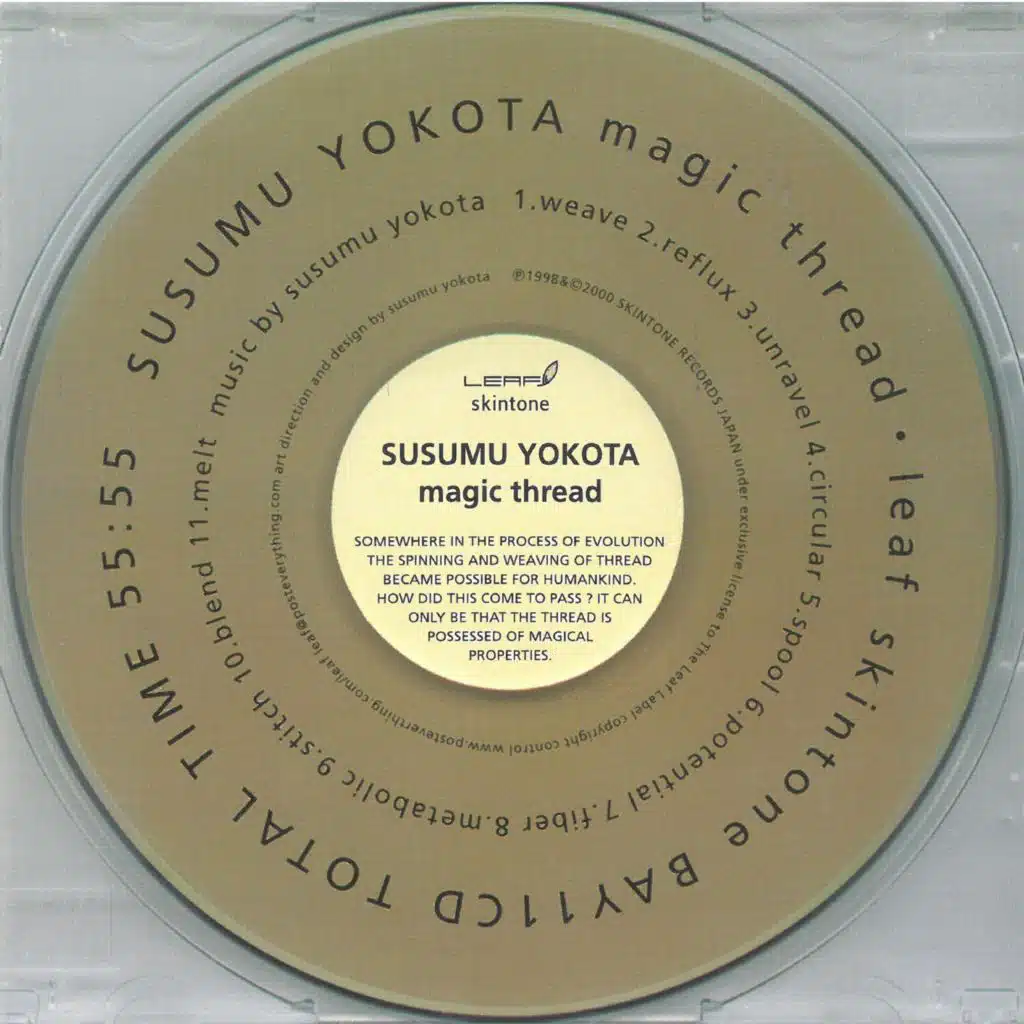 SUSUMU YOKOTA magic thread · leaf skintone BAY11CD TOTAL TIME 55:55
1.weave 2.reflux 3.unravel 4.circular 5.spool 6.potential 7.fiber 8.metabolic 9.stitch 10.blend 11.melt music by susumu yokota
℗1998&©2000 SKINTONE RECORDS JAPAN under exclusive license to The Leaf Label copyright control www.posteverything.com/leaf leaf@posteverything.com art direction and design by susumu yokota
LEAF
skintone
SUSUMU YOKOTA
magic thread
SOMEWHERE IN THE PROCESS OF EVOLUTION
THE SPINNING AND WEAVING OF THREAD
BECAME POSSIBLE FOR HUMANKIND.
HOW DID THIS COME TO PASS ? IT CAN
ONLY BE THAT THE THREAD IS
POSSESSED OF MAGICAL
PROPERTIES.